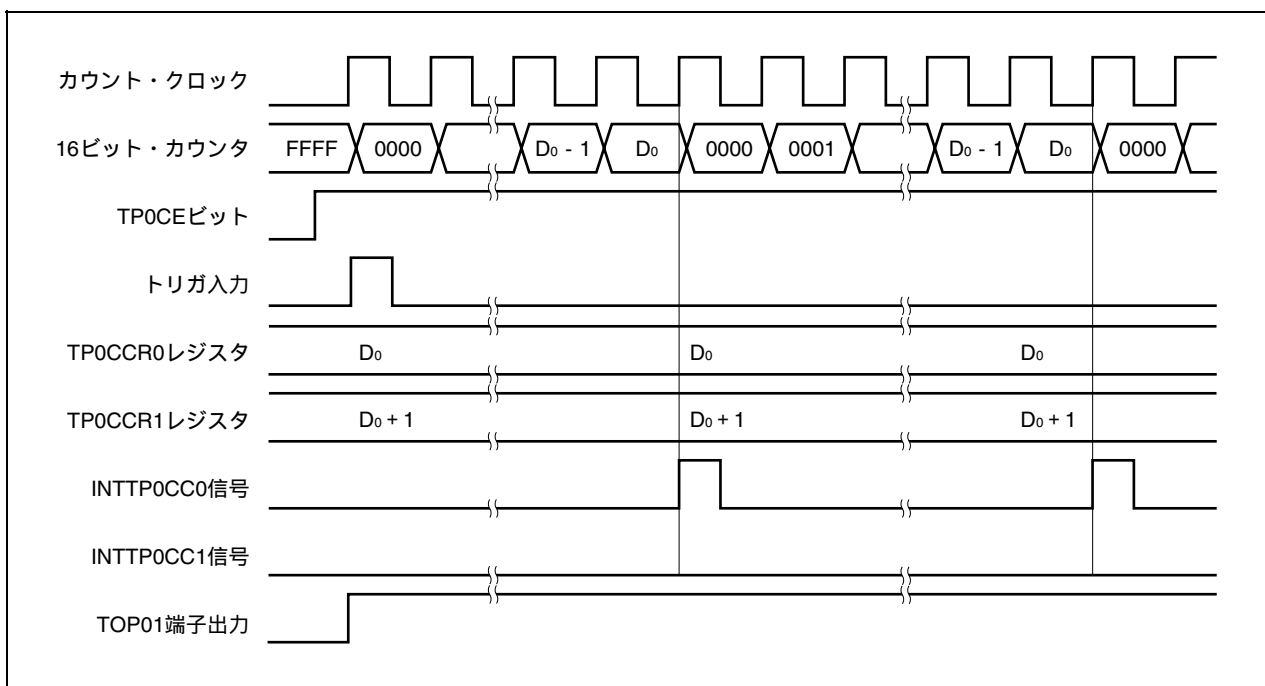 カウント・クロック
16ビット・カウンタ FFFF 0000 D0 - 1 D0 0000 0001 D0 - 1 D0 0000
TP0CEビット
トリガ入力
TP0CCR0レジスタ D0 D0 D0
TP0CCR1レジスタ D0 + 1 D0 + 1 D0 + 1
INTTP0CC0信号
INTTP0CC1信号
TOP01端子出力